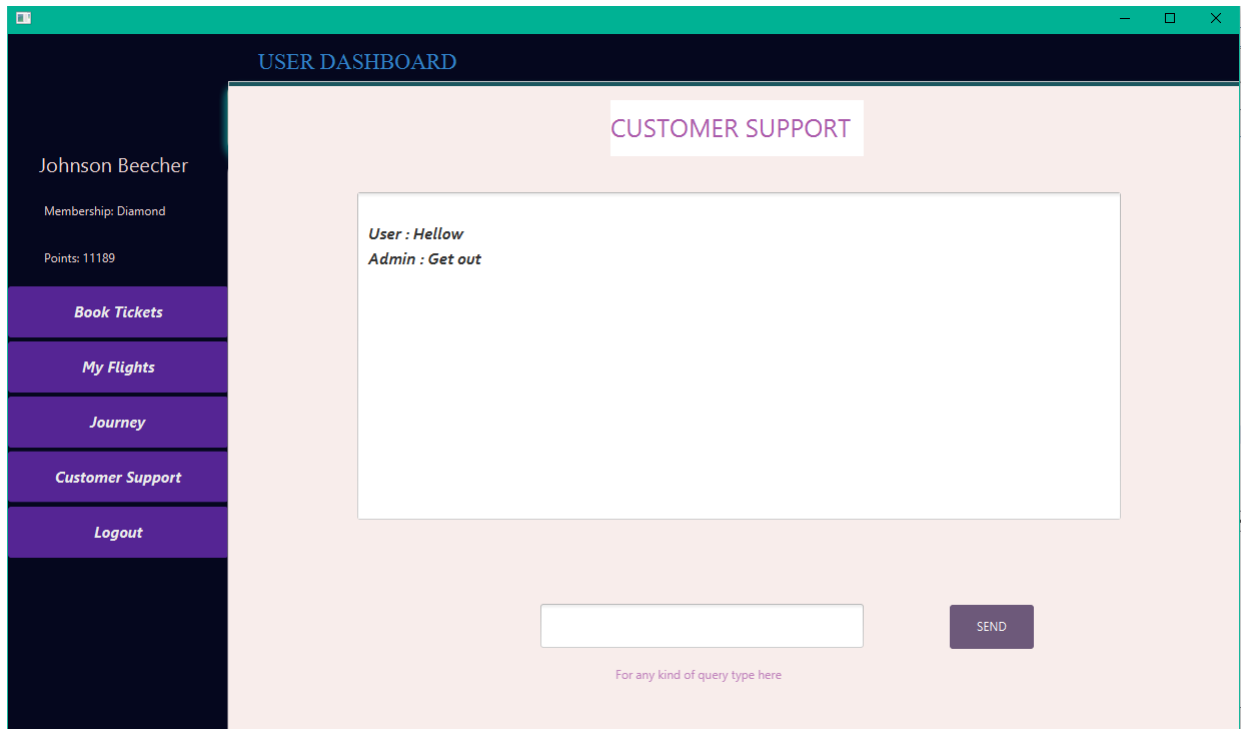 USER DASHBOARD
Johnson Beecher
Membership: Diamond
Points: 11189
Book Tickets
My Flights
Journey
Customer Support
Logout
CUSTOMER SUPPORT
User : Hellow
Admin : Get out
SEND
For any kind of query type here